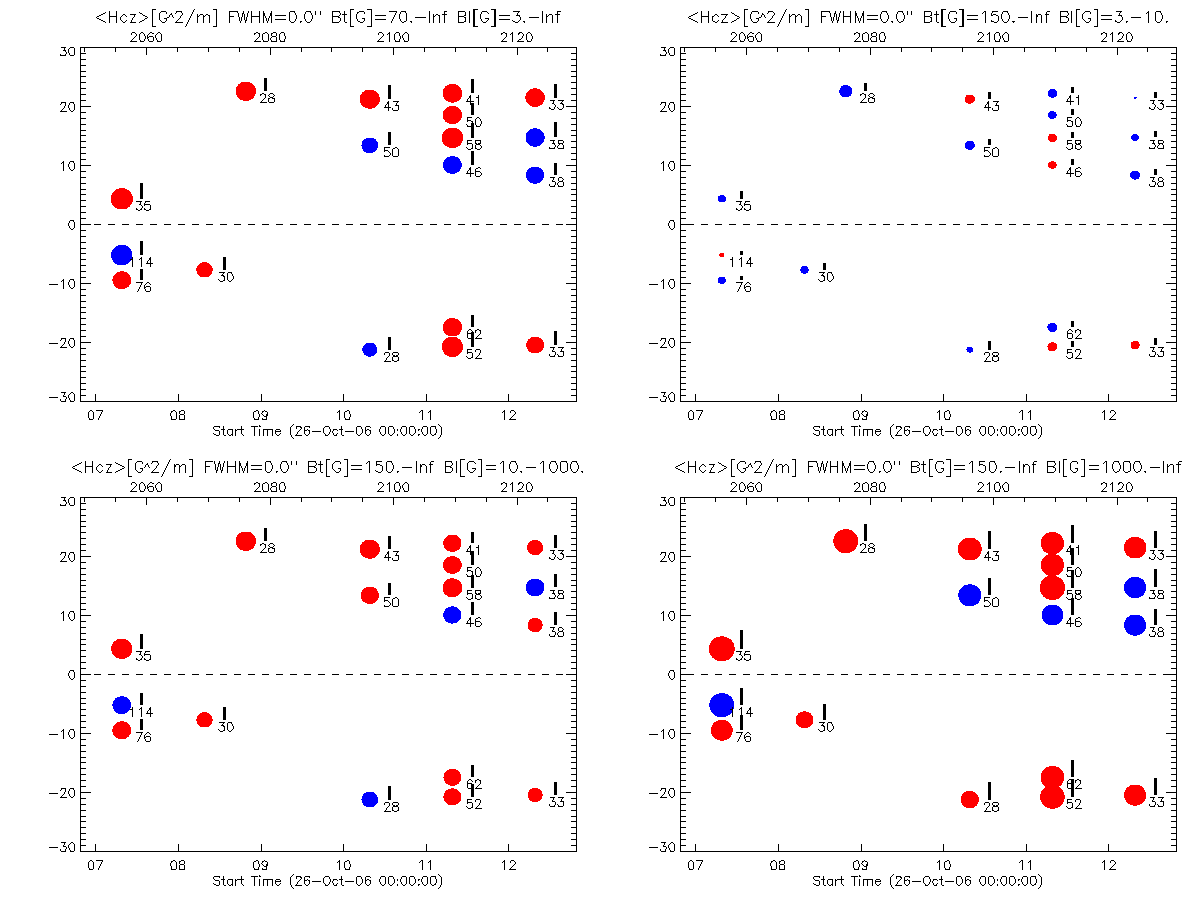 <Hcz>[G^2/m] FWHM=0.0" Bt[G]=70.-Inf Bl[G]=3.-Inf
2060 2080 2100 2120
30
28 43 41 33
20
50
50 58 38
10
46 38
35
0
114
76 30
-10
62
-20
28 52 33
-30
07 08 09 10 11 12
Start Time (26-Oct-06 00:00:00)
<Hcz>[G^2/m] FWHM=0.0" Bt[G]=150.-Inf Bl[G]=3.-10.
2060 2080 2100 2120
30
28 43 41 33
20
50
50 58 38
10
46 38
35
0
114
76 30
-10
62
-20
28 52 33
-30
07 08 09 10 11 12
Start Time (26-Oct-06 00:00:00)
<Hcz>[G^2/m] FWHM=0.0" Bt[G]=150.-Inf Bl[G]=10.-1000.
2060 2080 2100 2120
30
28 43 41 33
20
50
50 58 38
10
46 38
35
0
114
76 30
-10
62
-20
28 52 33
-30
07 08 09 10 11 12
Start Time (26-Oct-06 00:00:00)
<Hcz>[G^2/m] FWHM=0.0" Bt[G]=150.-Inf Bl[G]=1000.-Inf
2060 2080 2100 2120
30
28 43 41 33
20
50
50 58 38
10
46 38
35
0
114
76 30
-10
62
-20
28 52 33
-30
07 08 09 10 11 12
Start Time (26-Oct-06 00:00:00)